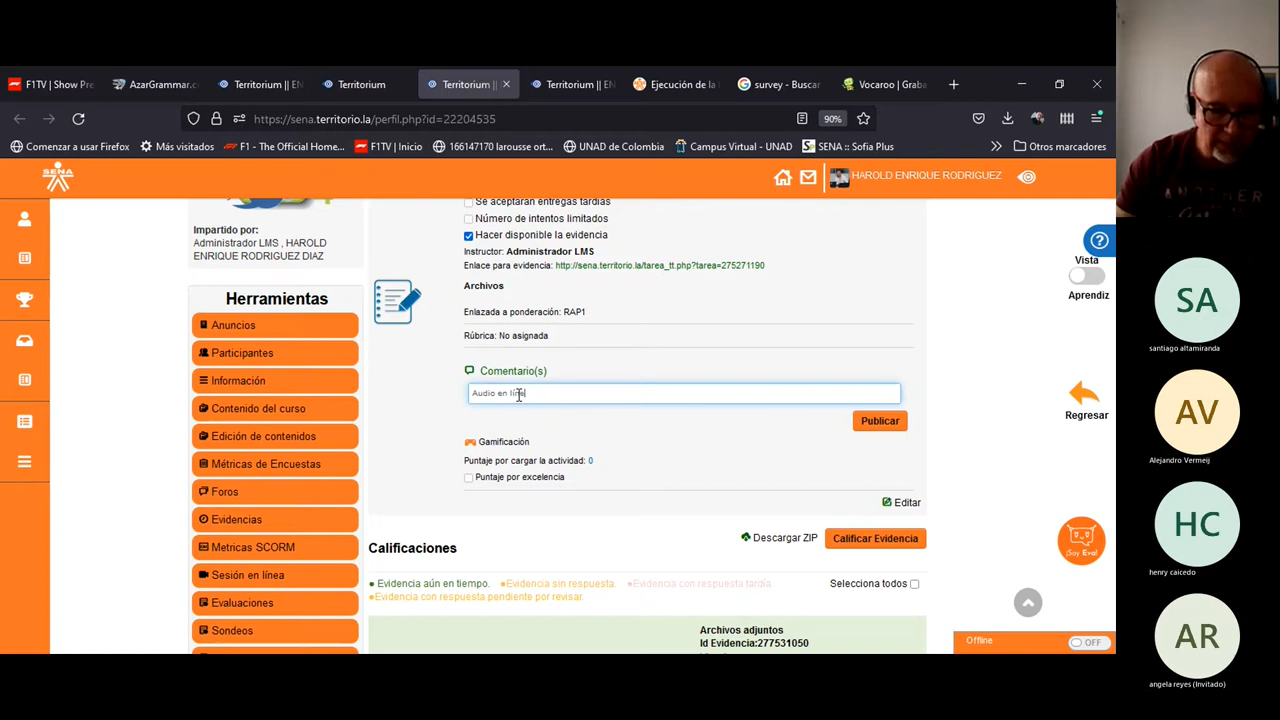 F1TV | Show Pre
AzarGrammar.c
Territorium || EN
Territorium
Territorium ||
Territorium || EN
Ejecución de la
survey - Buscar
Vocaroo | Graba
https://sena.territorio.la/perfil.php?id=22204535
90%
Comenzar a usar Firefox
Más visitados
F1 - The Official Home...
F1TV | Inicio
166147170 larousse ort...
UNAD de Colombia
Campus Virtual - UNAD
SENA :: Sofia Plus
Otros marcadores
SENA
HAROLD ENRIQUE RODRIGUEZ
Impartido por:
Administrador LMS , HAROLD
ENRIQUE RODRIGUEZ DIAZ
Herramientas
Anuncios
Participantes
Información
Contenido del curso
Edición de contenidos
Métricas de Encuestas
Foros
Evidencias
Metricas SCORM
Sesión en línea
Evaluaciones
Sondeos
Se aceptarán entregas tardías
Número de intentos limitados
Hacer disponible la evidencia
Instructor: Administrador LMS
Enlace para evidencia: http://sena.territorio.la/tarea_tt.php?tarea=275271190
Archivos
Enlazada a ponderación: RAP1
Rúbrica: No asignada
Comentario(s)
Audio en
Publicar
Gamificación
Puntaje por cargar la actividad: 0
Puntaje por excelencia
Editar
Calificaciones
Descargar ZIP
Calificar Evidencia
Evidencia aún en tiempo.
Evidencia sin respuesta.
Evidencia con respuesta tardía.
Evidencia con respuesta pendiente por revisar.
Selecciona todos
Archivos adjuntos
Id Evidencia:277531050
Vista
Aprendiz
Regresar
¡Soy Eva!
Offline
OFF
SA
santiago altamiranda
AV
Alejandro Vermeij
HC
henry caicedo
AR
angela reyes (Invitado)